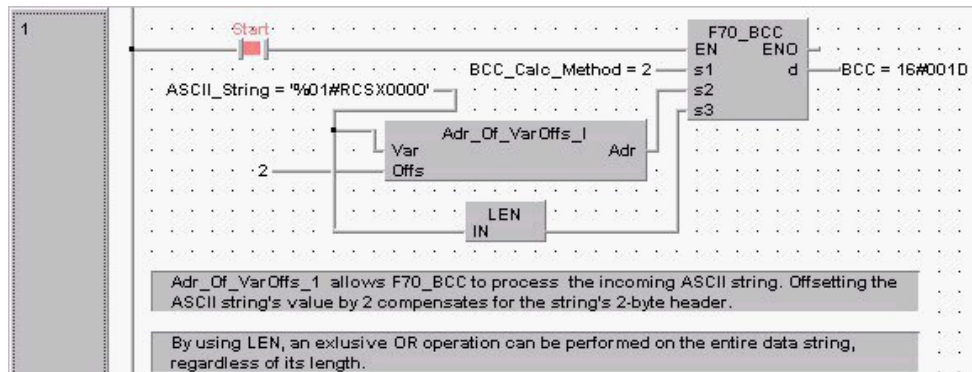 1
Start
F70_BCC
EN ENO
BCC_Calc_Method = 2 s1 d BCC = 16#001D
ASCII_String = '%01#RCSX0000' s2
s3
Adr_Of_VarOffs_I
Var Adr
2 Offs
LEN
IN
Adr_Of_VarOffs_1 allows F70_BCC to process the incoming ASCII string. Offsetting the
ASCII string's value by 2 compensates for the string's 2-byte header.
By using LEN, an exlusive OR operation can be performed on the entire data string,
regardless of its length.